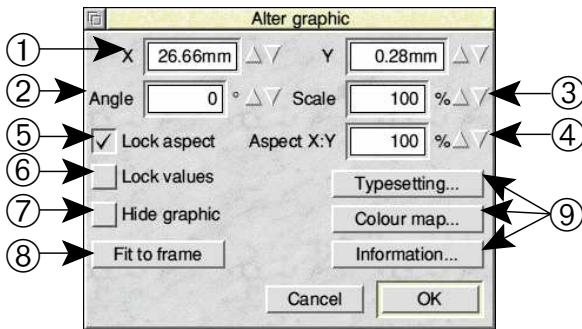 Alter graphic
① X 26.66mm Y 0.28mm
② Angle 0 ° Scale 100 % ③
⑤ Lock aspect Aspect X:Y 100 % ④
⑥ Lock values Typesetting...
⑦ Hide graphic Colour map... ⑨
⑧ Fit to frame Information...
Cancel OK